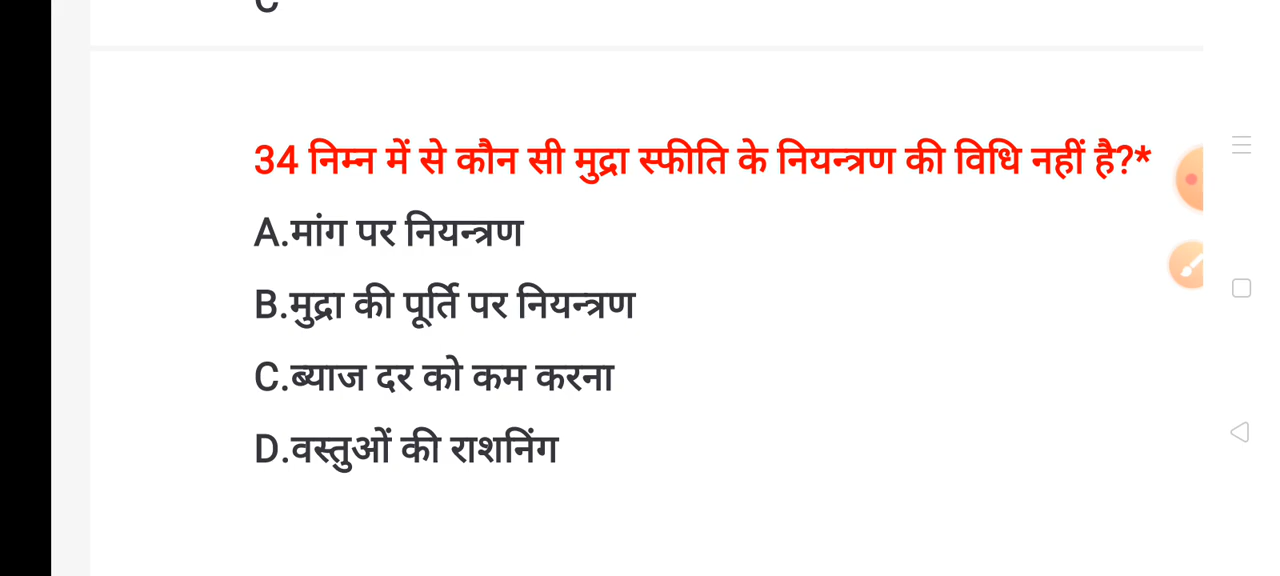 34 निम्न में से कौन सी मुद्रा स्फीति के नियन्त्रण की विधि नहीं है?*
A.मांग पर नियन्त्रण
B.मुद्रा की पूर्ति पर नियन्त्रण
C.ब्याज दर को कम करना
D.वस्तुओं की राशनिंग